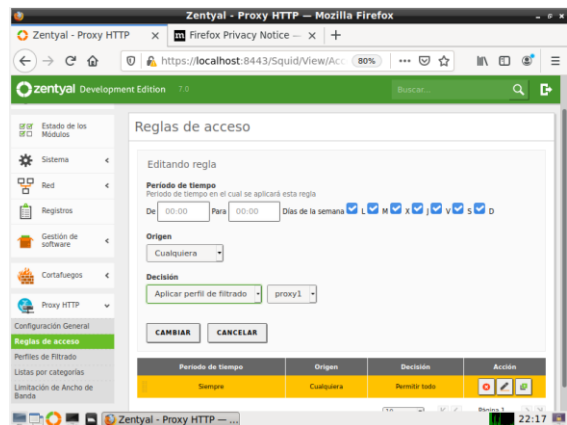 Zentyal - Proxy HTTP — Mozilla Firefox
Zentyal - Proxy HTTP
Firefox Privacy Notice —
https://localhost:8443/Squid/View/Acc
80%
zentyal Development Edition 7.0
Buscar...
Estado de los
Módulos
Sistema
Red
Registros
Gestión de
software
Cortafuegos
Proxy HTTP
Configuración General
Reglas de acceso
Perfiles de Filtrado
Listas por categorías
Limitación de Ancho de
Banda
Reglas de acceso
Editando regla
Período de tiempo
Periodo de tiempo en el cual se aplicará esta regla
De 00:00 Para 00:00 Días de la semana L M X J V S D
Origen
Cualquiera
Decisión
Aplicar perfil de filtrado proxy1
CAMBIAR CANCELAR
Período de tiempo Origen Decisión Acción
Siempre Cualquiera Permitir todo
10 Página 1
Zentyal - Proxy HTTP — ...
22:17